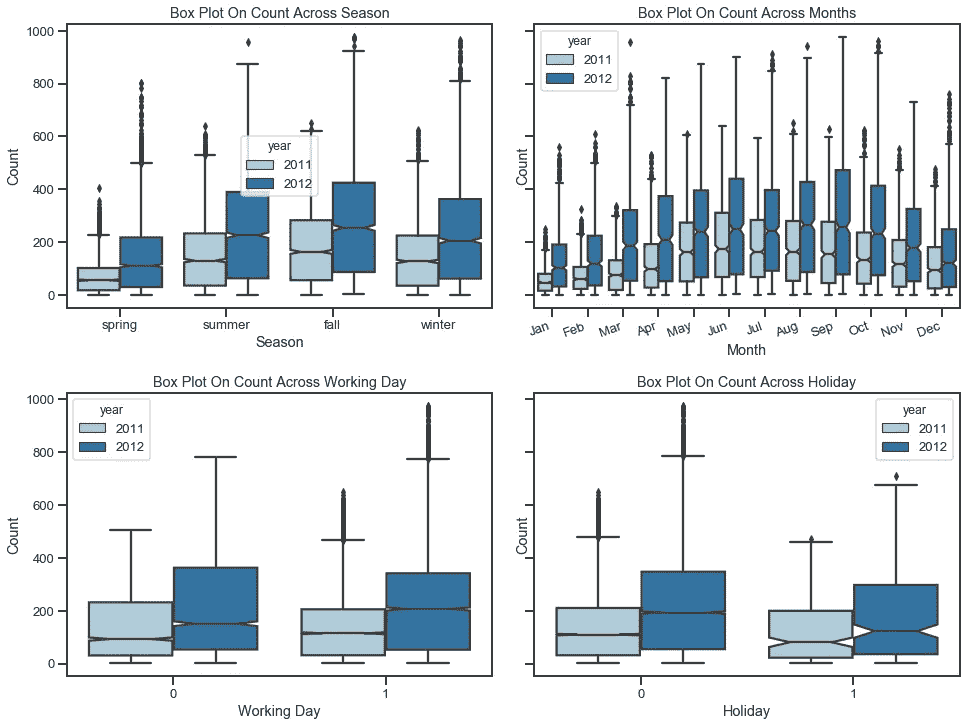 Box Plot On Count Across Season
1000
800
600
400
200
0
Count
year
2011
2012
spring summer fall winter
Season
Box Plot On Count Across Months
Count
year
2011
2012
Jan Feb Mar Apr May Jun Jul Aug Sep Oct Nov Dec
Month
Box Plot On Count Across Working Day
1000
800
600
400
200
0
Count
year
2011
2012
0 1
Working Day
Box Plot On Count Across Holiday
Count
year
2011
2012
0 1
Holiday